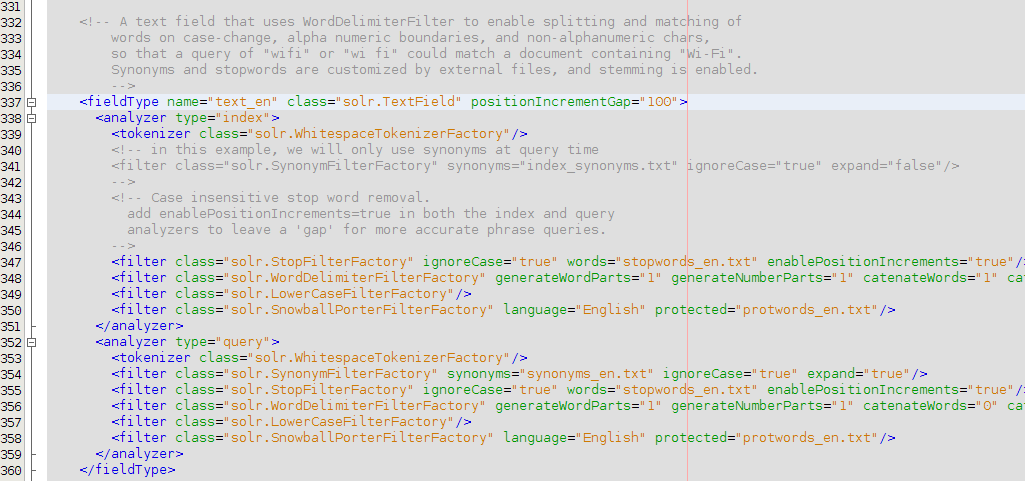 331
332 <!-- A text field that uses WordDelimiterFilter to enable splitting and matching of
333 words on case-change, alpha numeric boundaries, and non-alphanumeric chars,
334 so that a query of "wifi" or "wi fi" could match a document containing "Wi-Fi".
335 Synonyms and stopwords are customized by external files, and stemming is enabled.
336 -->
337 <fieldType name="text_en" class="solr.TextField" positionIncrementGap="100">
338 <analyzer type="index">
339 <tokenizer class="solr.WhitespaceTokenizerFactory"/>
340 <!-- in this example, we will only use synonyms at query time
341 <filter class="solr.SynonymFilterFactory" synonyms="index_synonyms.txt" ignoreCase="true" expand="false"/>
342 -->
343 <!-- Case insensitive stop word removal.
344 add enablePositionIncrements=true in both the index and query
345 analyzers to leave a 'gap' for more accurate phrase queries.
346 -->
347 <filter class="solr.StopFilterFactory" ignoreCase="true" words="stopwords_en.txt" enablePositionIncrements="true"/
348 <filter class="solr.WordDelimiterFilterFactory" generateWordParts="1" generateNumberParts="1" catenateWords="1" ca
349 <filter class="solr.LowerCaseFilterFactory"/>
350 <filter class="solr.SnowballPorterFilterFactory" language="English" protected="protwords_en.txt"/>
351 </analyzer>
352 <analyzer type="query">
353 <tokenizer class="solr.WhitespaceTokenizerFactory"/>
354 <filter class="solr.SynonymFilterFactory" synonyms="synonyms_en.txt" ignoreCase="true" expand="true"/>
355 <filter class="solr.StopFilterFactory" ignoreCase="true" words="stopwords_en.txt" enablePositionIncrements="true"/
356 <filter class="solr.WordDelimiterFilterFactory" generateWordParts="1" generateNumberParts="1" catenateWords="0" ca
357 <filter class="solr.LowerCaseFilterFactory"/>
358 <filter class="solr.SnowballPorterFilterFactory" language="English" protected="protwords_en.txt"/>
359 </analyzer>
360 </fieldType>